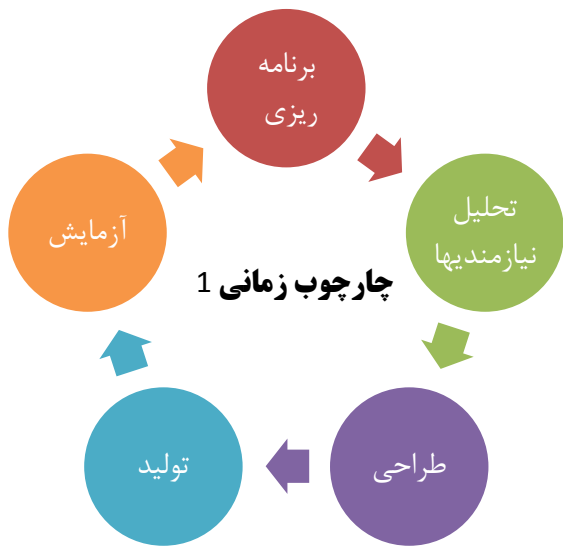 برنامه
ریزی
تحلیل
نیازمندیها
طراحی
تولید
آزمایش
چارچوب زمانی 1